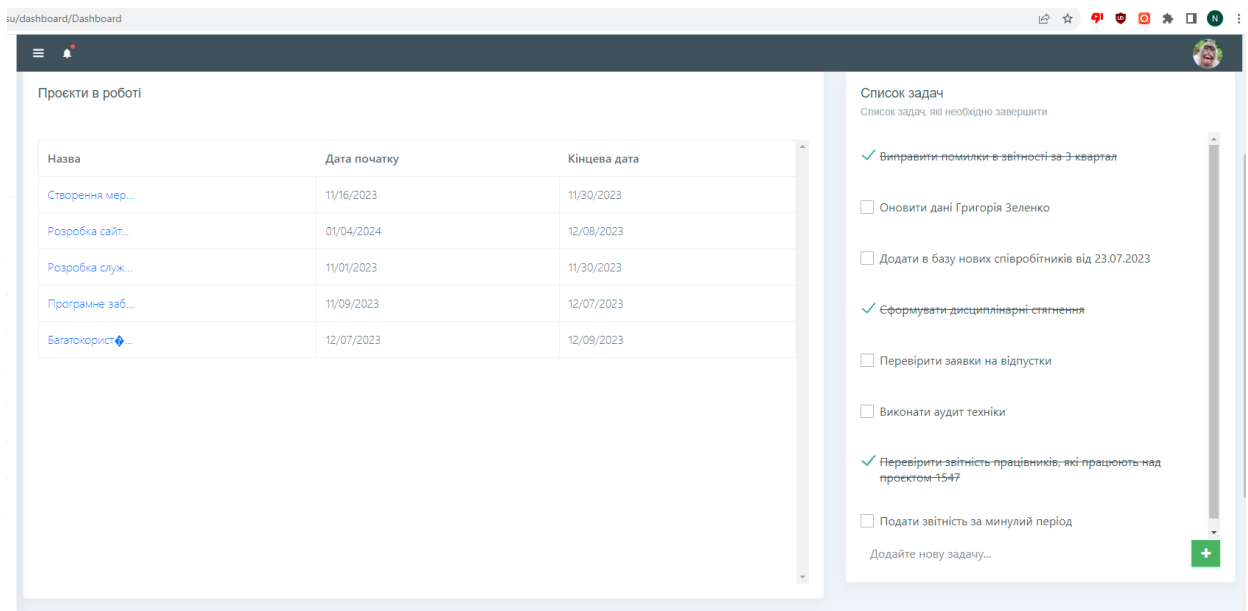 su/dashboard/Dashboard
N
Проєкти в роботі
Назва Дата початку Кінцева дата
Створення мер... 11/16/2023 11/30/2023
Розробка сайт... 01/04/2024 12/08/2023
Розробка служ... 11/01/2023 11/30/2023
Програмне заб... 11/09/2023 12/07/2023
Багатокорист�... 12/07/2023 12/09/2023
Список задач
Список задач, які необхідно завершити
Виправити помилки в звітності за 3 квартал
Оновити дані Григорія Зеленко
Додати в базу нових співробітників від 23.07.2023
Сформувати дисциплінарні стягнення
Перевірити заявки на відпустки
Виконати аудит техніки
Перевірити звітність працівників, які працюють над
проєктом 1547
Подати звітність за минулий період
Додайте нову задачу...